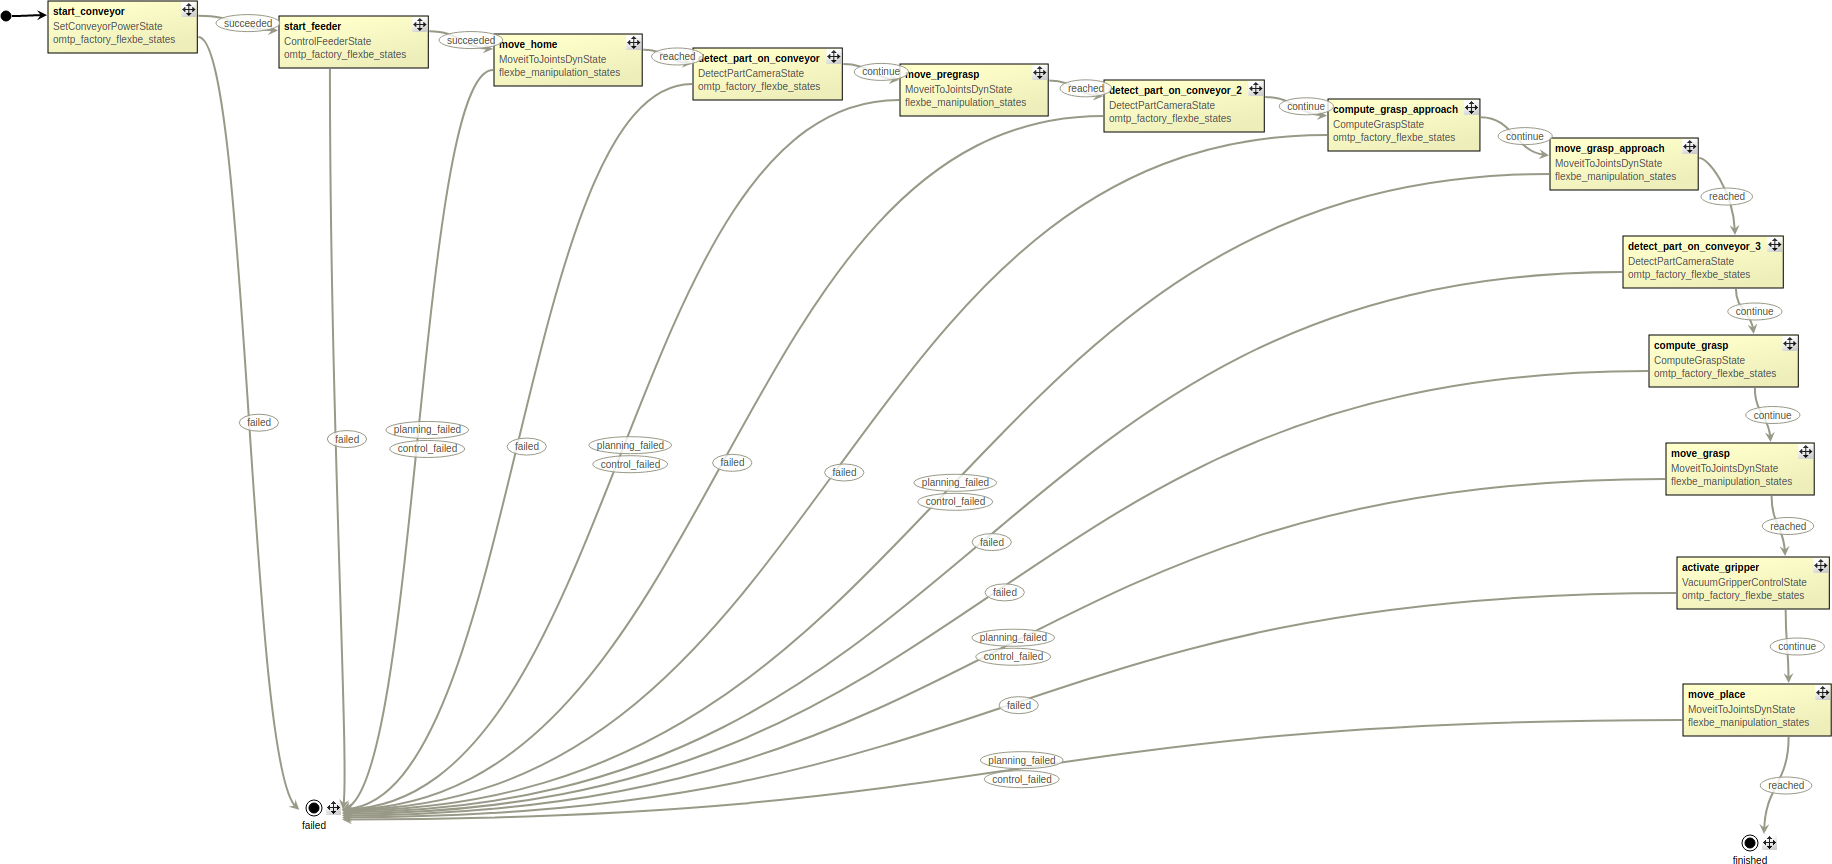 start_conveyor
SetConveyorPowerState
omtp_factory_flexbe_states
succeeded
start_feeder
ControlFeederState
omtp_factory_flexbe_states
succeeded
move_home
MoveitToJointsDynState
flexbe_manipulation_states
reached
detect_part_on_conveyor
DetectPartCameraState
omtp_factory_flexbe_states
continue
move_pregrasp
MoveitToJointsDynState
flexbe_manipulation_states
reached
detect_part_on_conveyor_2
DetectPartCameraState
omtp_factory_flexbe_states
continue
compute_grasp_approach
ComputeGraspState
omtp_factory_flexbe_states
continue
move_grasp_approach
MoveitToJointsDynState
flexbe_manipulation_states
reached
detect_part_on_conveyor_3
DetectPartCameraState
omtp_factory_flexbe_states
continue
compute_grasp
ComputeGraspState
omtp_factory_flexbe_states
continue
move_grasp
MoveitToJointsDynState
flexbe_manipulation_states
reached
activate_gripper
VacuumGripperControlState
omtp_factory_flexbe_states
continue
move_place
MoveitToJointsDynState
flexbe_manipulation_states
reached
finished
failed
failed
planning_failed
control_failed
failed
planning_failed
control_failed
failed
failed
planning_failed
control_failed
failed
failed
planning_failed
control_failed
failed
planning_failed
control_failed
failed